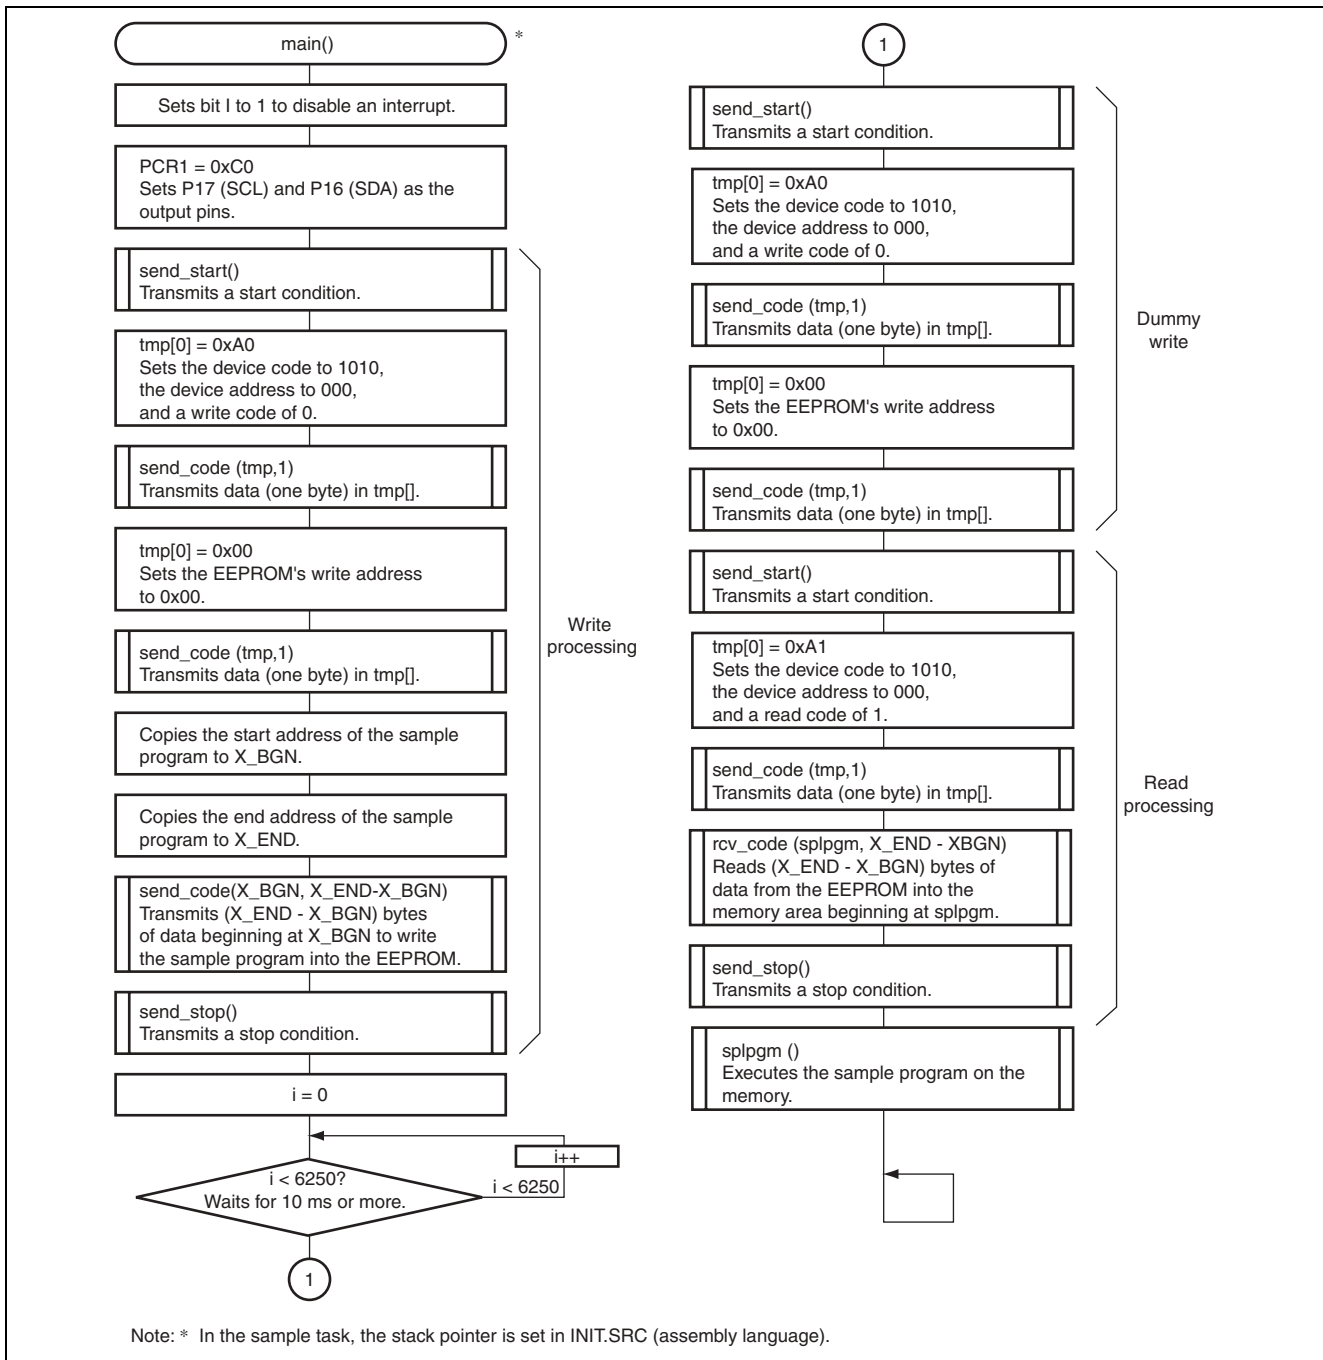 main()
*
Sets bit I to 1 to disable an interrupt.
PCR1 = 0xC0
Sets P17 (SCL) and P16 (SDA) as the
output pins.
send_start()
Transmits a start condition.
tmp[0] = 0xA0
Sets the device code to 1010,
the device address to 000,
and a write code of 0.
send_code (tmp,1)
Transmits data (one byte) in tmp[].
tmp[0] = 0x00
Sets the EEPROM's write address
to 0x00.
send_code (tmp,1)
Transmits data (one byte) in tmp[].
Copies the start address of the sample
program to X_BGN.
Copies the end address of the sample
program to X_END.
send_code(X_BGN, X_END-X_BGN)
Transmits (X_END - X_BGN) bytes
of data beginning at X_BGN to write
the sample program into the EEPROM.
send_stop()
Transmits a stop condition.
Write
processing
i = 0
i++
i < 6250?
Waits for 10 ms or more.
i < 6250
1
1
send_start()
Transmits a start condition.
tmp[0] = 0xA0
Sets the device code to 1010,
the device address to 000,
and a write code of 0.
send_code (tmp,1)
Transmits data (one byte) in tmp[].
tmp[0] = 0x00
Sets the EEPROM's write address
to 0x00.
send_code (tmp,1)
Transmits data (one byte) in tmp[].
Dummy
write
send_start()
Transmits a start condition.
tmp[0] = 0xA1
Sets the device code to 1010,
the device address to 000,
and a read code of 1.
send_code (tmp,1)
Transmits data (one byte) in tmp[].
rcv_code (splpgm, X_END - XBGN)
Reads (X_END - X_BGN) bytes of
data from the EEPROM into the
memory area beginning at splpgm.
send_stop()
Transmits a stop condition.
Read
processing
splpgm ()
Executes the sample program on the
memory.
Note: * In the sample task, the stack pointer is set in INIT.SRC (assembly language).